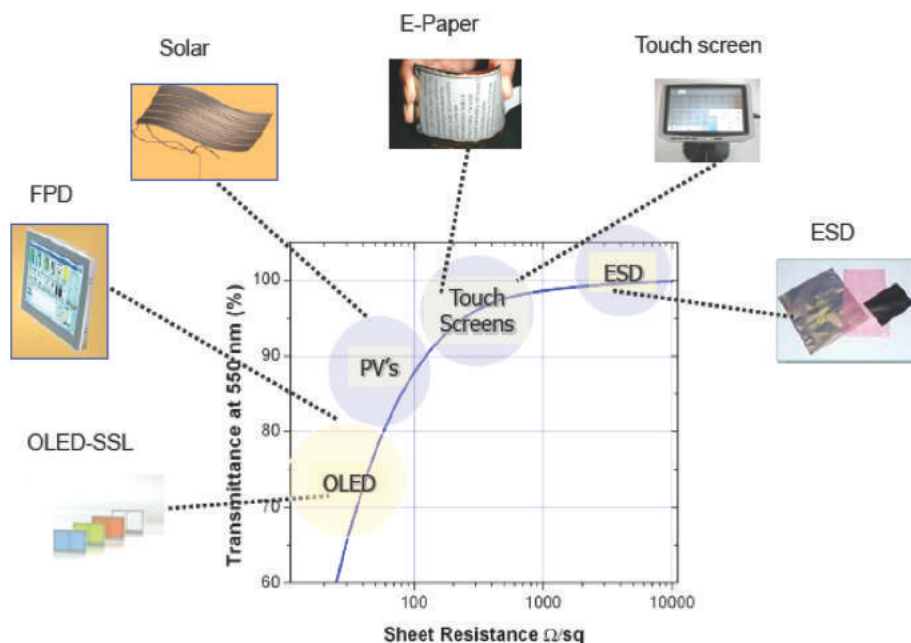 E-Paper
Solar
Touch screen
FPD
ESD
OLED-SSL
Transmittance at 550 nm (%)
100
90
80
70
60
ESD
Touch
Screens
PV's
OLED
100
1000
10000
Sheet Resistance Ω/sq